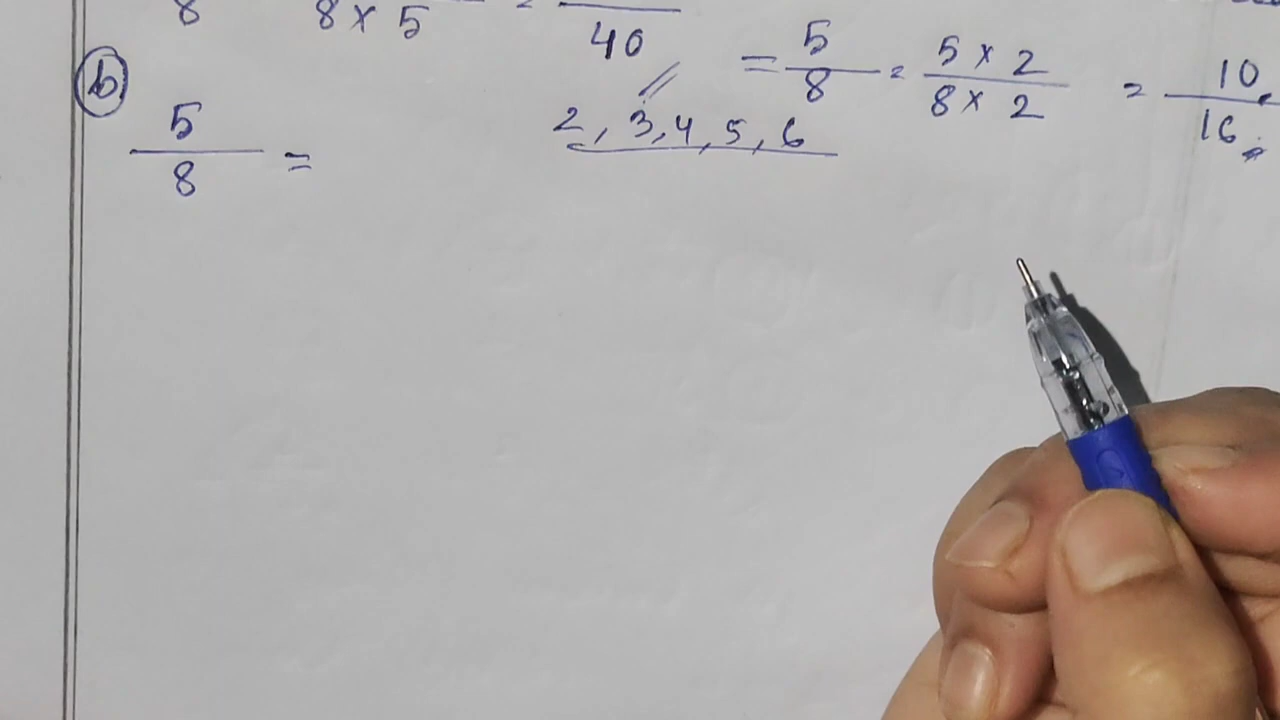 8 8 x 5 = 40
(b) 5/8 =
2, 3, 4, 5, 6
= 5/8 = 5 x 2 / 8 x 2 = 10/16